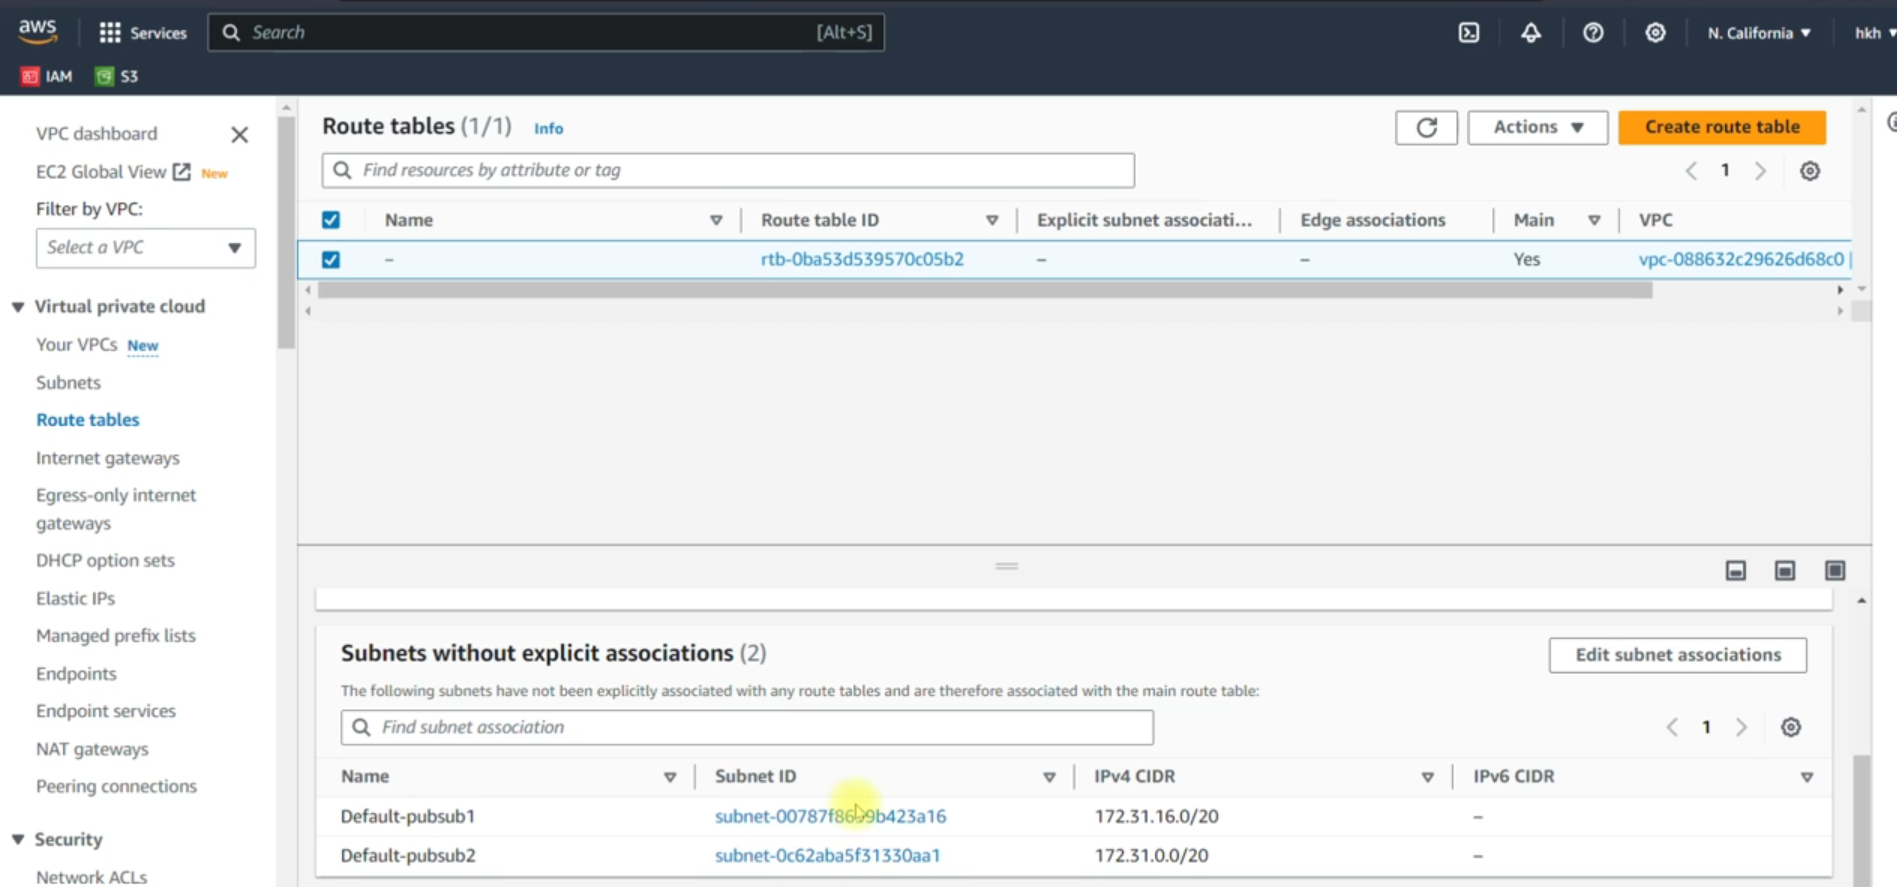 aws
Services
Search [Alt+S]
N. California ▼
hkh ▼
IAM
S3
VPC dashboard
EC2 Global View New
Filter by VPC:
Select a VPC
Virtual private cloud
Your VPCs New
Subnets
Route tables
Internet gateways
Egress-only internet
gateways
DHCP option sets
Elastic IPs
Managed prefix lists
Endpoints
Endpoint services
NAT gateways
Peering connections
Security
Network ACLs
Route tables (1/1) Info
Actions ▼
Create route table
Find resources by attribute or tag
1
Name Route table ID Explicit subnet associati... Edge associations Main VPC
– rtb-0ba53d539570c05b2 – – Yes vpc-088632c29626d68c0 |
Subnets without explicit associations (2)
Edit subnet associations
The following subnets have not been explicitly associated with any route tables and are therefore associated with the main route table:
Find subnet association
1
Name Subnet ID IPv4 CIDR IPv6 CIDR
Default-pubsub1 172.31.16.0/20 –
Default-pubsub2 subnet-0c62aba5f31330aa1 172.31.0.0/20 –